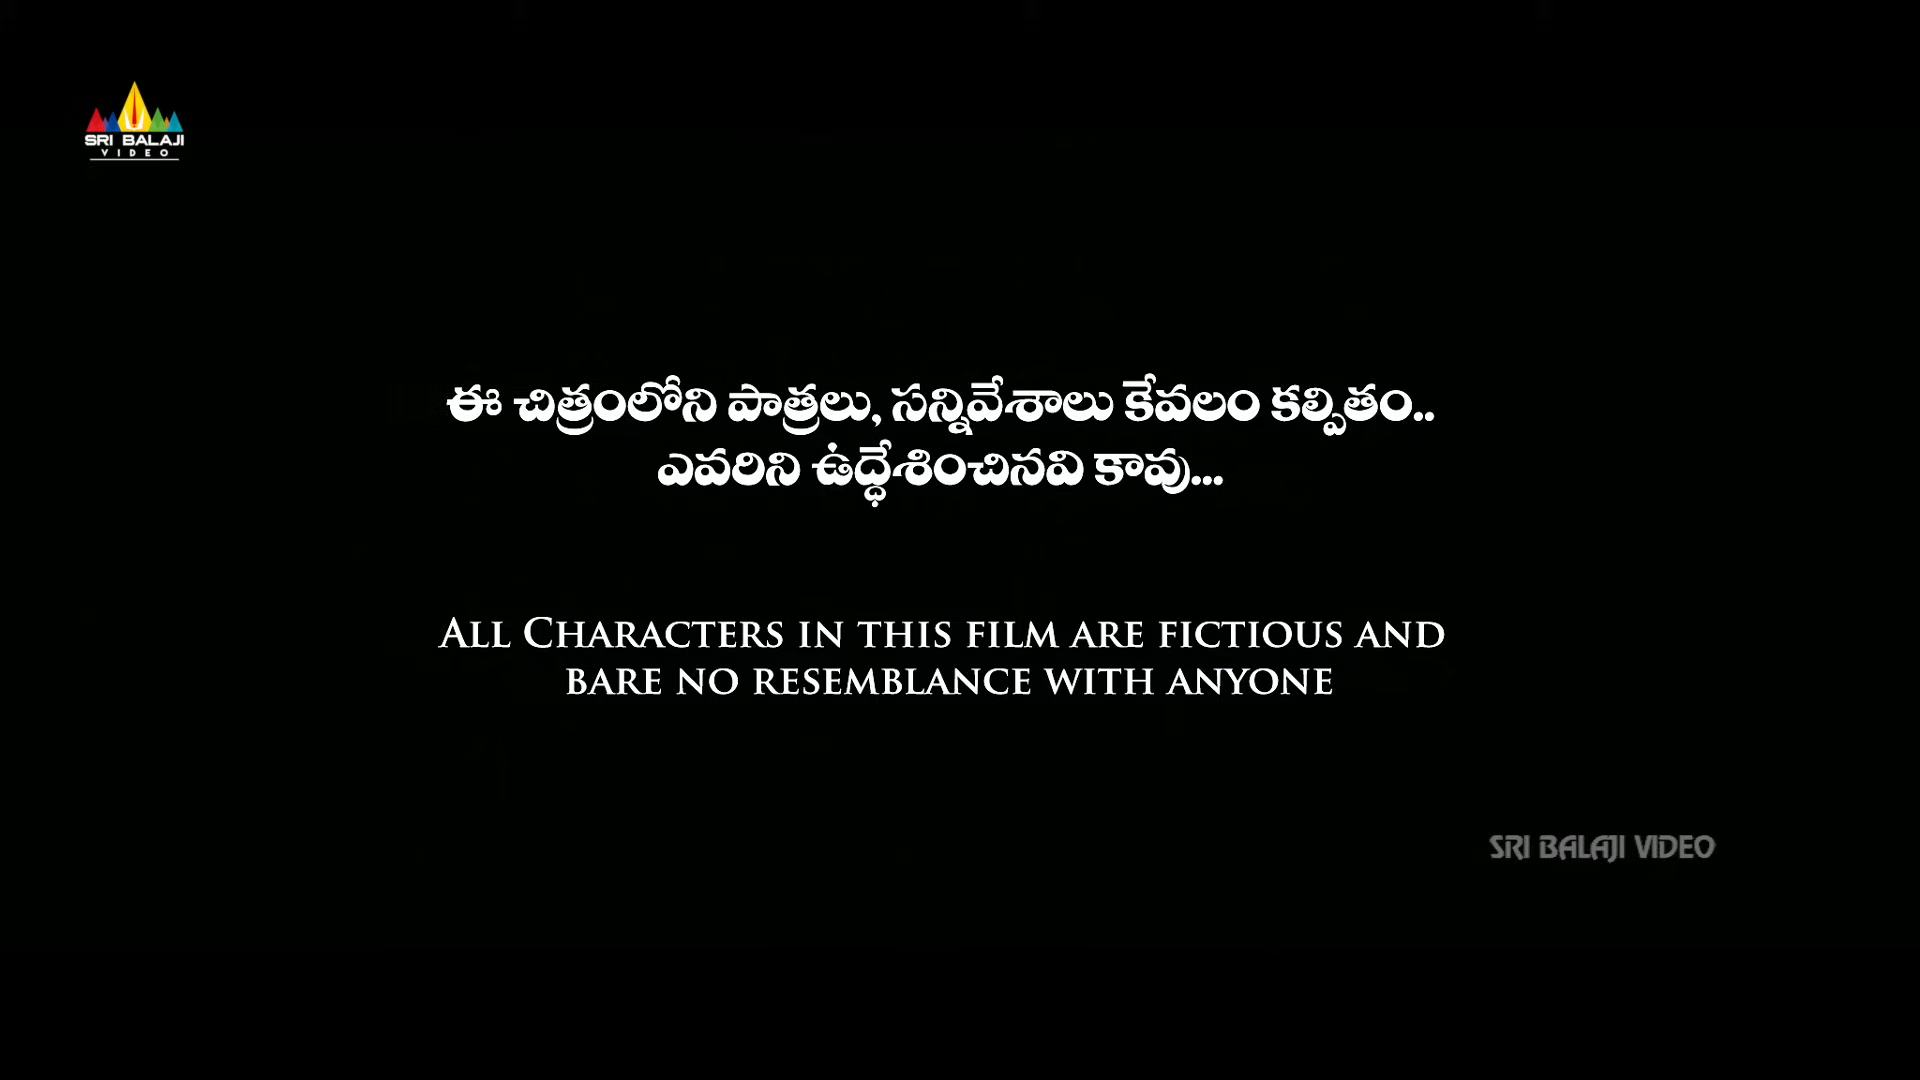 SRI BALAJI
VIDEO
ఈ చిత్రంలోని పాత్రలు, సన్నివేశాలు కేవలం కల్పితం..
ఎవరిని ఉద్ధేశించినవి కావు...
ALL CHARACTERS IN THIS FILM ARE FICTIOUS AND
BARE NO RESEMBLANCE WITH ANYONE
SRI BALAJI VIDEO